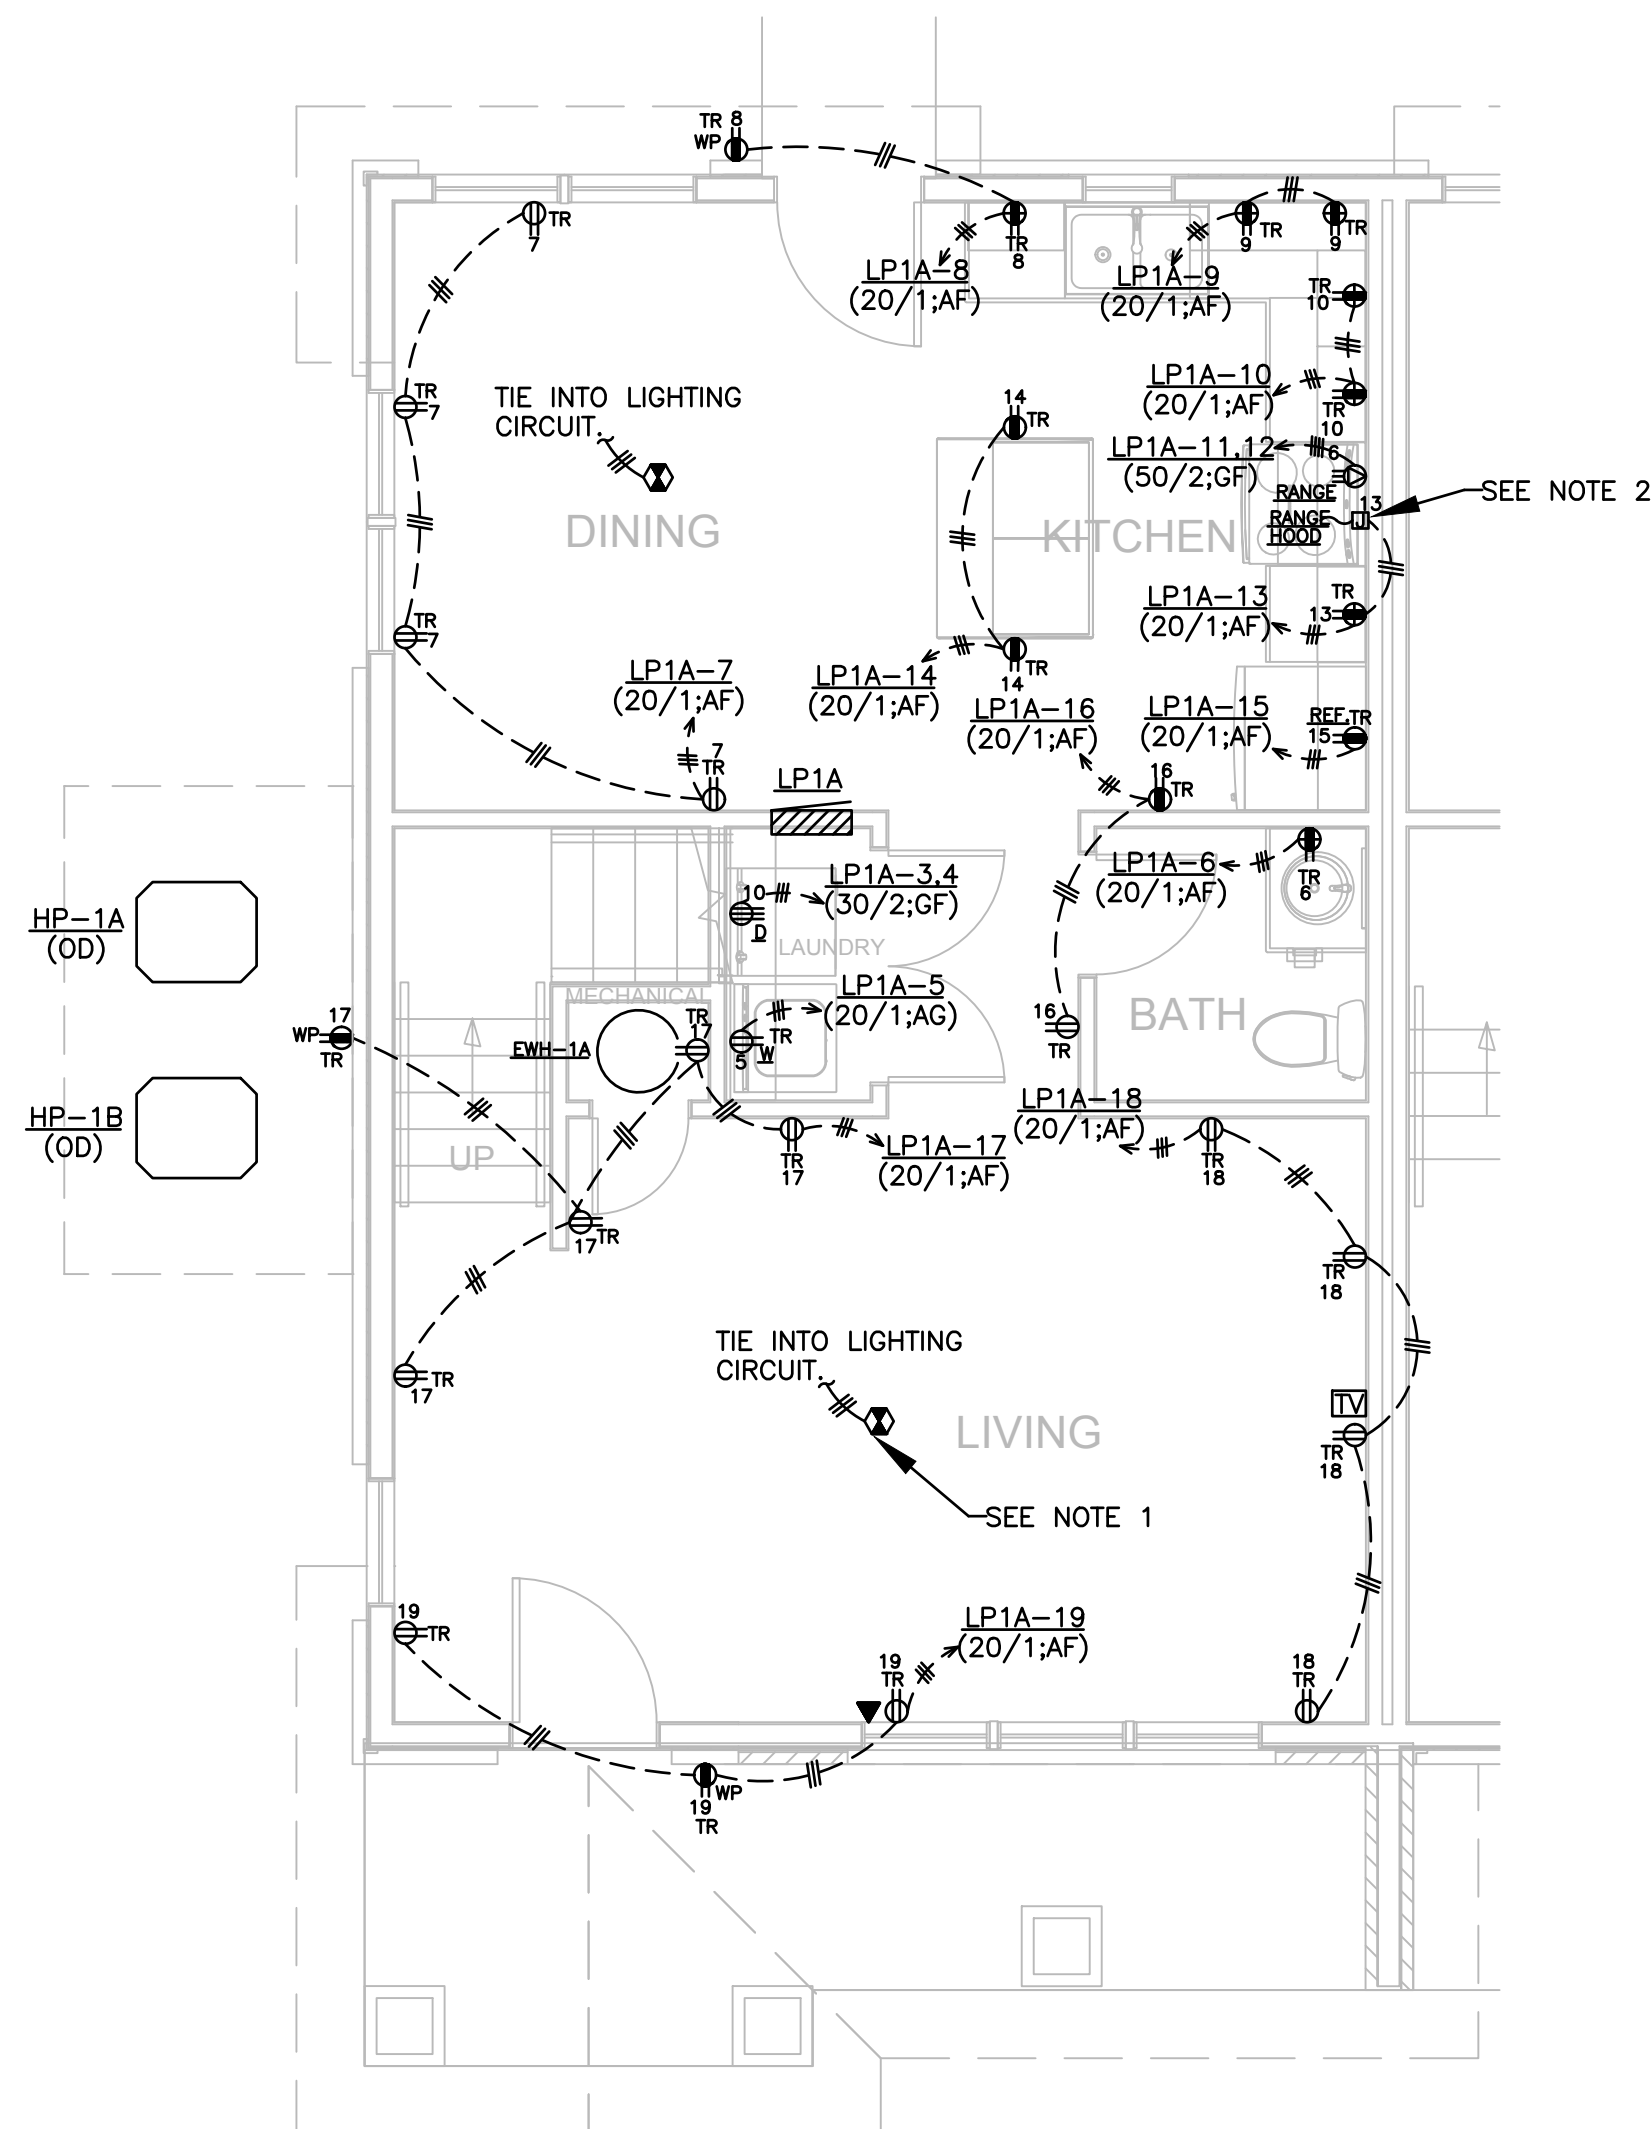 TR 8
WP
TR
7
TR
8
TR
9
TR
9
LP1A-8
(20/1;AF)
LP1A-9
(20/1;AF)
TR
10
TR
7
TIE INTO LIGHTING
CIRCUIT.
14
TR
LP1A-10
(20/1;AF)
TR
10
LP1A-11,12
(50/2;GF)
6
RANGE
13
SEE NOTE 2
RANGE
HOOD
J
DINING
KITCHEN
TR
7
LP1A-13
(20/1;AF)
TR
13
LP1A-7
(20/1;AF)
LP1A-14
(20/1;AF)
TR
14
LP1A-16
(20/1;AF)
LP1A-15
(20/1;AF)
REF.TR
15
7
TR
LP1A
16
TR
LP1A-6
(20/1;AF)
TR
6
LP1A-3,4
(30/2;GF)
10
D
HP-1A
(OD)
LAUNDRY
MECHANICAL
LP1A-5
(20/1;AG)
BATH
17
WP
TR
EWH-1A
TR
17
TR
5
W
16
TR
HP-1B
(OD)
UP
LP1A-18
(20/1;AF)
LP1A-17
(20/1;AF)
TR
17
TR
18
17
TR
TR
18
TR
17
TIE INTO LIGHTING
CIRCUIT.
LIVING
TV
TR
18
SEE NOTE 1
19
TR
LP1A-19
(20/1;AF)
19
TR
18
TR
WP
19
TR